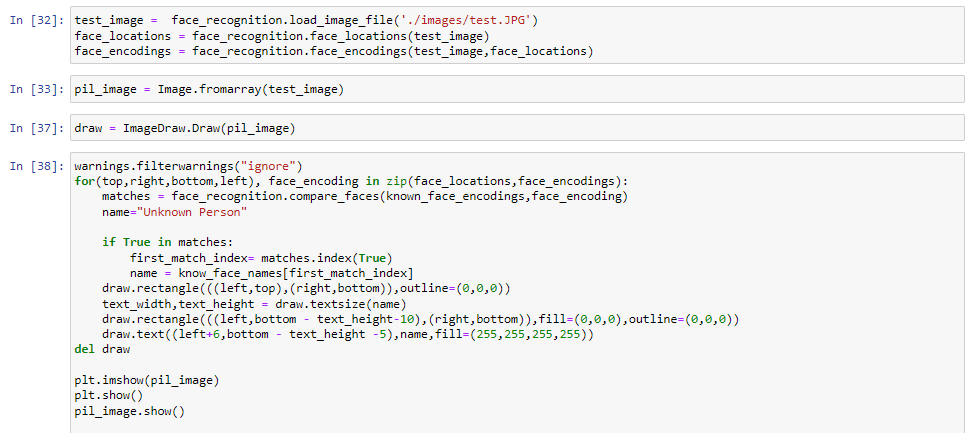 In [32]: test_image =  face_recognition.load_image_file('./images/test.JPG')
face_locations = face_recognition.face_locations(test_image)
face_encodings = face_recognition.face_encodings(test_image,face_locations)
In [33]: pil_image = Image.fromarray(test_image)
In [37]: draw = ImageDraw.Draw(pil_image)
In [38]: warnings.filterwarnings("ignore")
for(top,right,bottom,left), face_encoding in zip(face_locations,face_encodings):
    matches = face_recognition.compare_faces(known_face_encodings,face_encoding)
    name="Unknown Person"
    if True in matches:
        first_match_index= matches.index(True)
        name = know_face_names[first_match_index]
    draw.rectangle(((left,top),(right,bottom)),outline=(0,0,0))
    text_width,text_height = draw.textsize(name)
    draw.rectangle(((left,bottom - text_height-10),(right,bottom)),fill=(0,0,0),outline=(0,0,0))
    draw.text((left+6,bottom - text_height -5),name,fill=(255,255,255,255))
del draw
plt.imshow(pil_image)
plt.show()
pil_image.show()